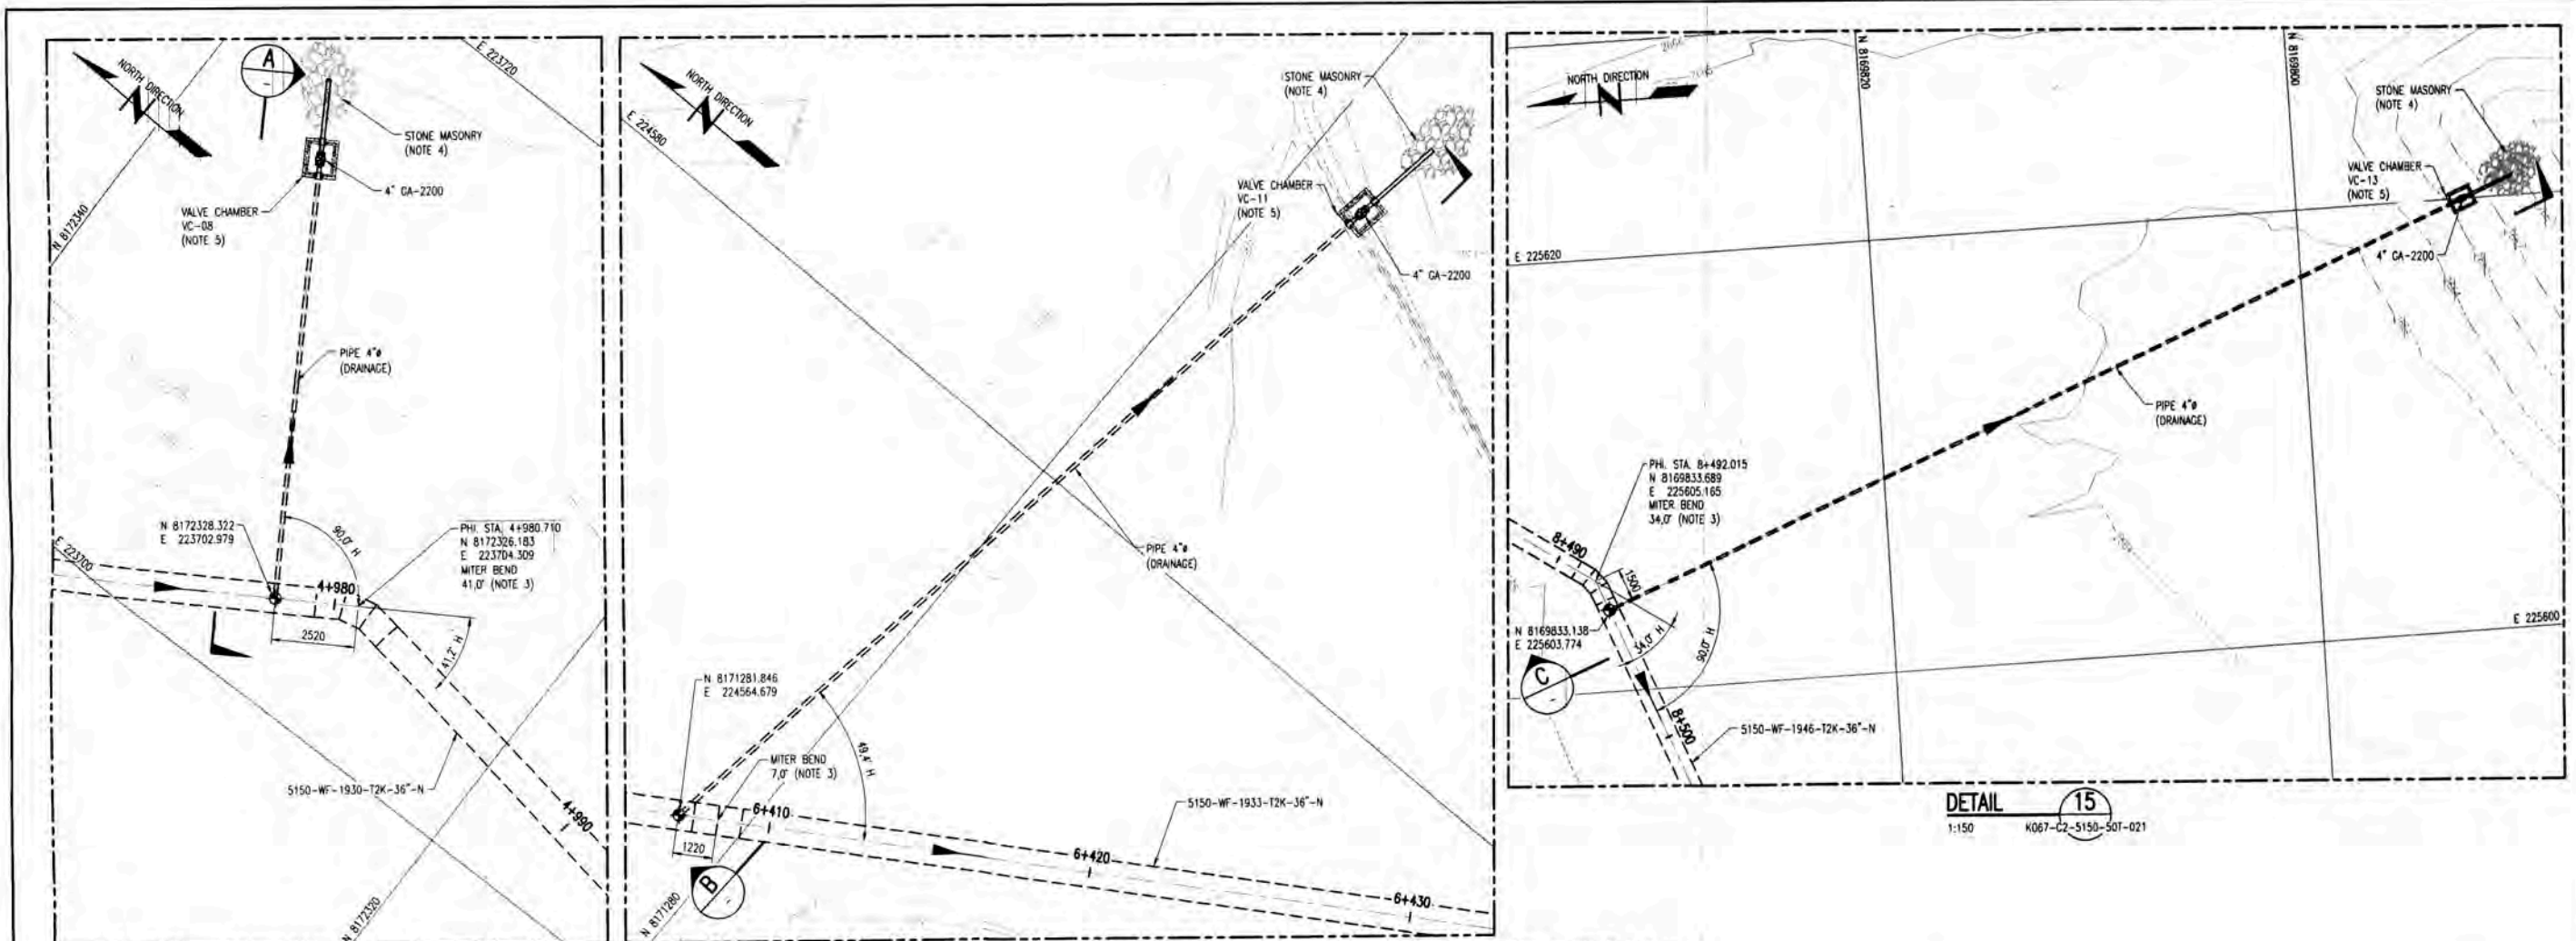 NORTH DIRECTION
N
A
-
E 223720
STONE MASONRY
(NOTE 4)
4" GA-2200
N 8172340
VALVE CHAMBER
VC-08
(NOTE 5)
PIPE 4"ø
(DRAINAGE)
N 8172328.322
E 223702.979
90,0° H
PHI. STA. 4+980.710
N 8172326.183
E 223704.309
MITER BEND
41,0° (NOTE 3)
E 223700
4+980
2520
41,2° H
5150-WF-1930-T2K-36"-N
4+990
N 8172320
NORTH DIRECTION
N
E 224580
STONE MASONRY
(NOTE 4)
VALVE CHAMBER
VC-11
(NOTE 5)
4" GA-2200
PIPE 4"ø
(DRAINAGE)
N 8171281.846
E 224564.679
49,4° H
MITER BEND
7,0° (NOTE 3)
6+410
1220
5150-WF-1933-T2K-36"-N
6+420
6+430
B
-
N 8171280
NORTH DIRECTION
N
N 8169820
N 8169800
STONE MASONRY
(NOTE 4)
VALVE CHAMBER
VC-13
(NOTE 5)
4" GA-2200
E 225620
PIPE 4"ø
(DRAINAGE)
PHI. STA. 8+492.015
N 8169833.689
E 225605.165
MITER BEND
34,0° (NOTE 3)
8+490
1500
N 8169833.138
E 225603.774
34,0° H
90,0° H
E 225600
C
-
8+500
5150-WF-1946-T2K-36"-N
DETAIL 15
1:150 K067-C2-5150-50T-021